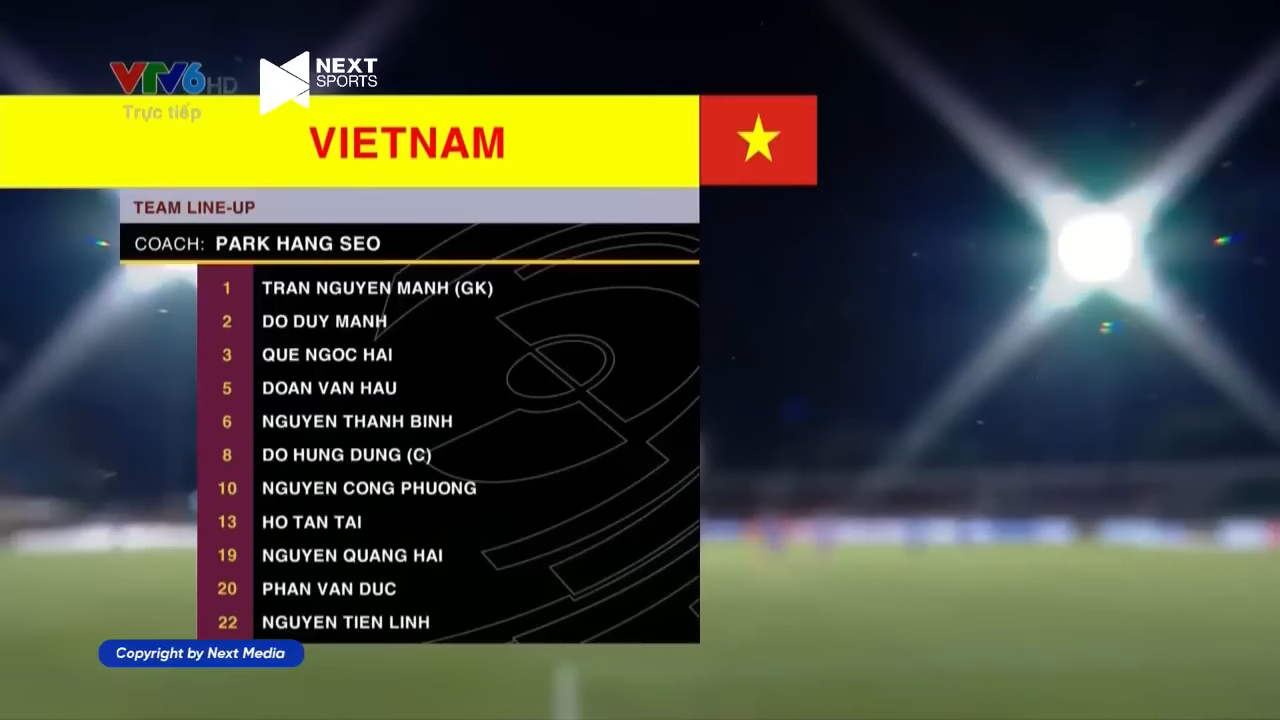 VTV6HD
Trực tiếp
NEXT
SPORTS
VIETNAM
TEAM LINE-UP
COACH: PARK HANG SEO
1 TRAN NGUYEN MANH (GK)
2 DO DUY MANH
3 QUE NGOC HAI
5 DOAN VAN HAU
6 NGUYEN THANH BINH
8 DO HUNG DUNG (C)
10 NGUYEN CONG PHUONG
13 HO TAN TAI
19 NGUYEN QUANG HAI
20 PHAN VAN DUC
22 NGUYEN TIEN LINH
Copyright by Next Media